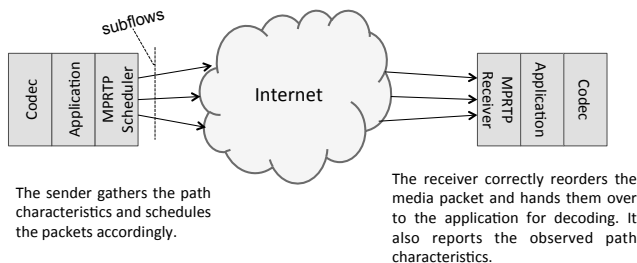 subflows
Codec
Application
MPRTP
Scheduler
Internet
MPRTP
Receiver
Application
Codec
The sender gathers the path
characteristics and schedules
the packets accordingly.
The receiver correctly reorders the
media packet and hands them over
to the application for decoding. It
also reports the observed path
characteristics.